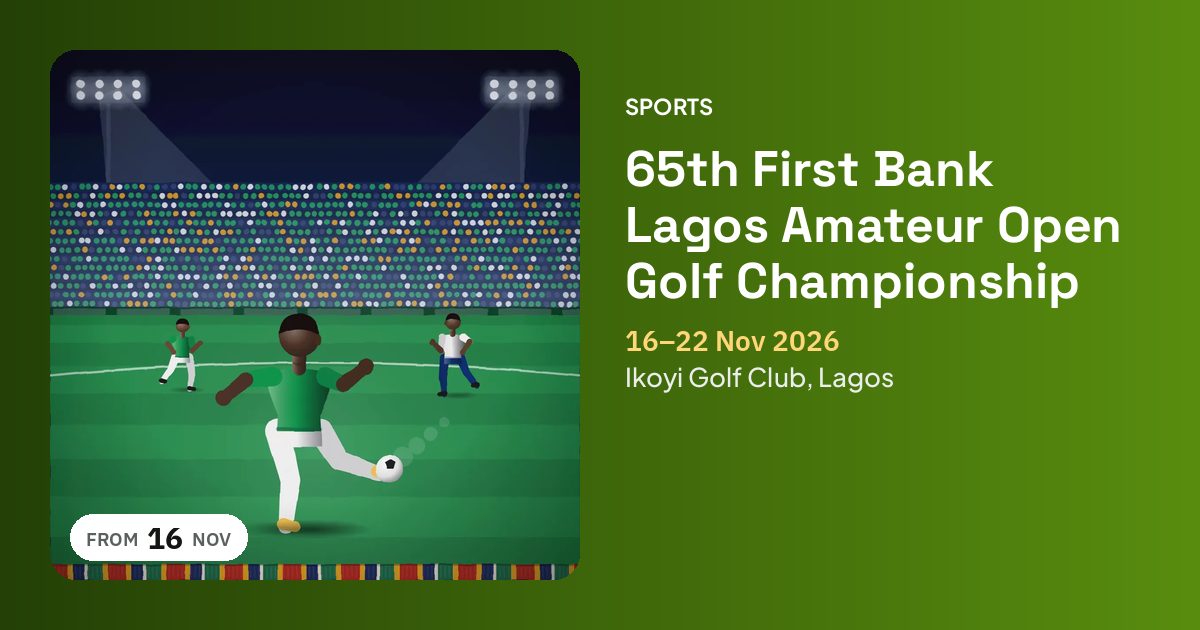 SPORTS
65th First Bank
Lagos Amateur Open
Golf Championship
16–22 Nov 2026
Ikoyi Golf Club, Lagos
FROM 16 NOV